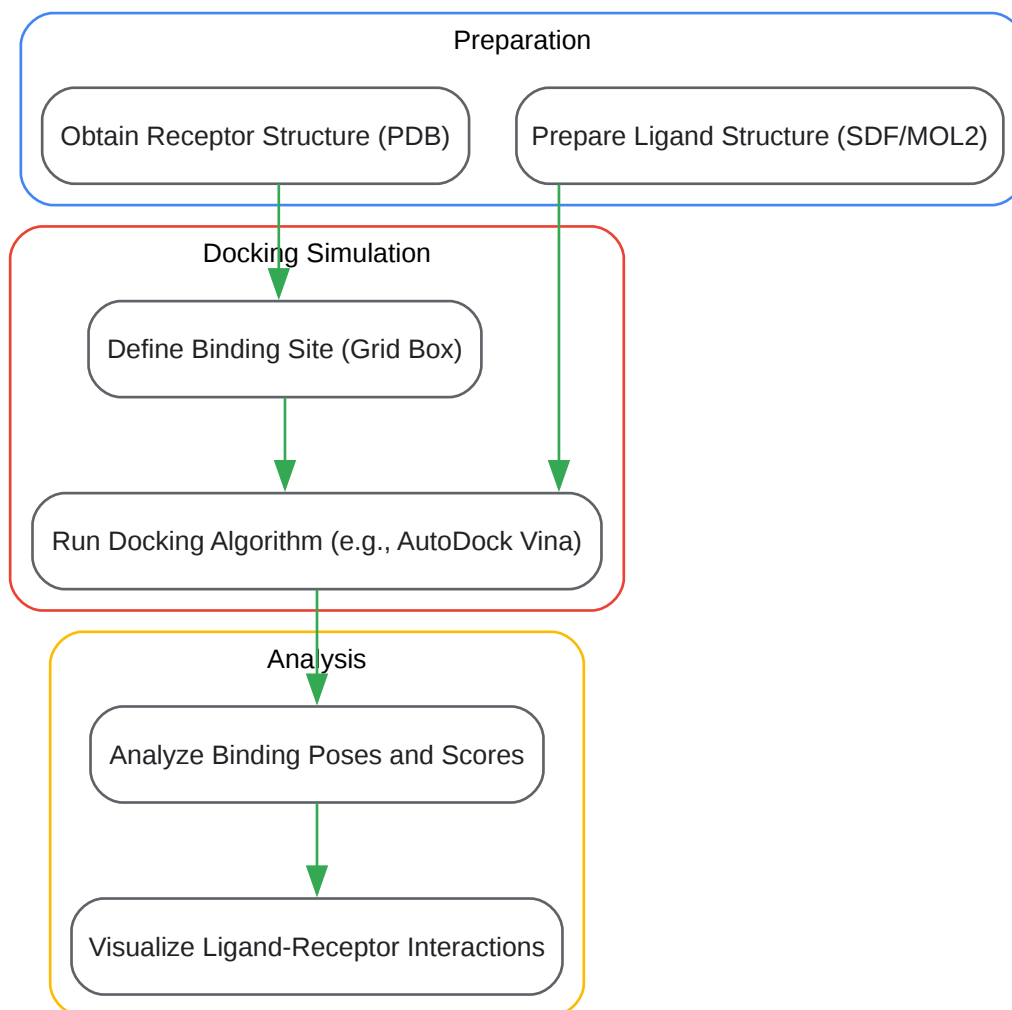 Preparation
Obtain Receptor Structure (PDB)
Prepare Ligand Structure (SDF/MOL2)
Docking Simulation
Define Binding Site (Grid Box)
Run Docking Algorithm (e.g., AutoDock Vina)
Analysis
Analyze Binding Poses and Scores
Visualize Ligand-Receptor Interactions